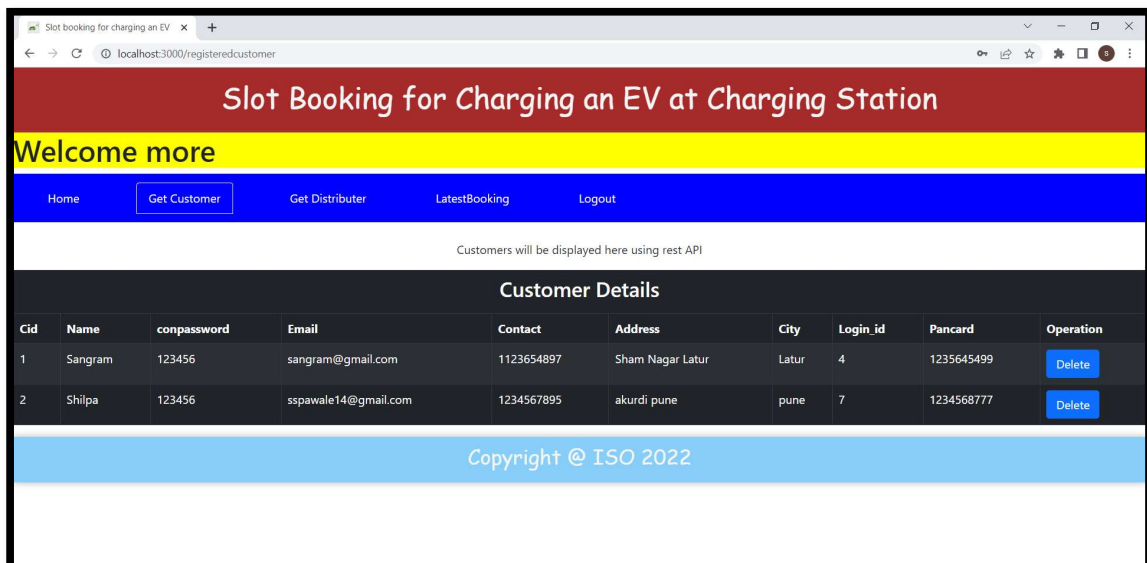 Slot booking for charging an EV
localhost:3000/registeredcustomer
S
Slot Booking for Charging an EV at Charging Station
Welcome more
Home Get Customer Get Distributer LatestBooking Logout
Customers will be displayed here using rest API
Customer Details
Cid Name conpassword Email Contact Address City Login_id Pancard Operation
1 Sangram 123456 sangram@gmail.com 1123654897 Sham Nagar Latur Latur 4 1235645499 Delete
2 Shilpa 123456 sspawale14@gmail.com 1234567895 akurdi pune pune 7 1234568777 Delete
Copyright @ ISO 2022